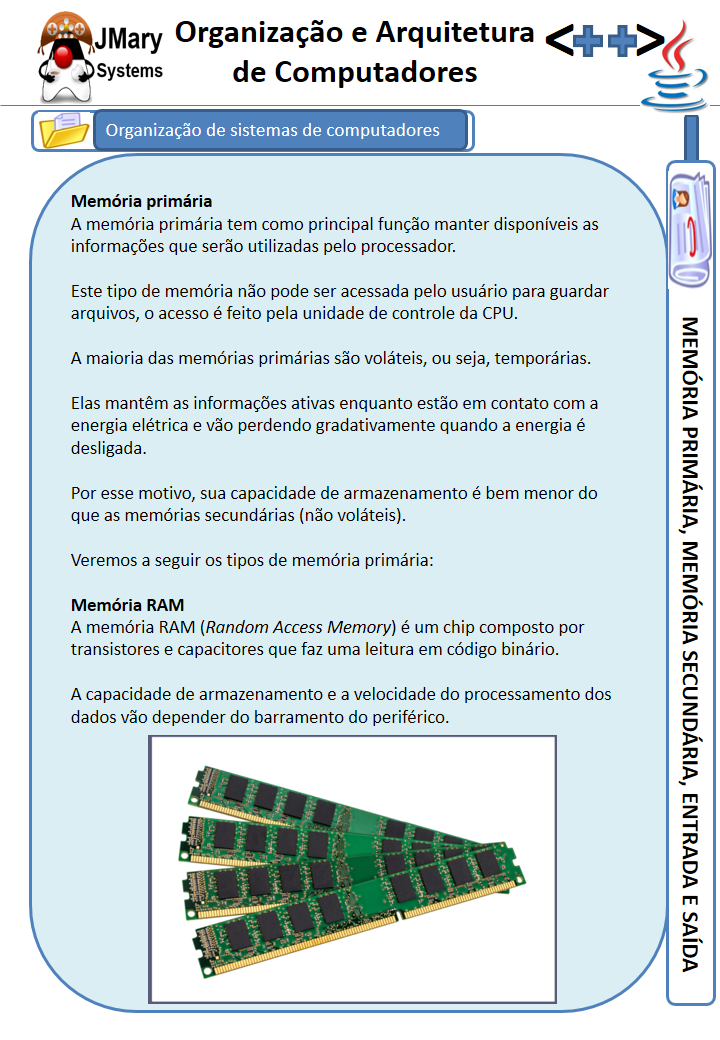 JMary
Systems
Organização e Arquitetura
de Computadores
<++>
Organização de sistemas de computadores
Memória primária
A memória primária tem como principal função manter disponíveis as
informações que serão utilizadas pelo processador.
Este tipo de memória não pode ser acessada pelo usuário para guardar
arquivos, o acesso é feito pela unidade de controle da CPU.
A maioria das memórias primárias são voláteis, ou seja, temporárias.
Elas mantêm as informações ativas enquanto estão em contato com a
energia elétrica e vão perdendo gradativamente quando a energia é
desligada.
Por esse motivo, sua capacidade de armazenamento é bem menor do
que as memórias secundárias (não voláteis).
Veremos a seguir os tipos de memória primária:
Memória RAM
A memória RAM (Random Access Memory) é um chip composto por
transistores e capacitores que faz uma leitura em código binário.
A capacidade de armazenamento e a velocidade do processamento dos
dados vão depender do barramento do periférico.
MEMÓRIA PRIMÁRIA, MEMÓRIA SECUNDÁRIA, ENTRADA E SAÍDA